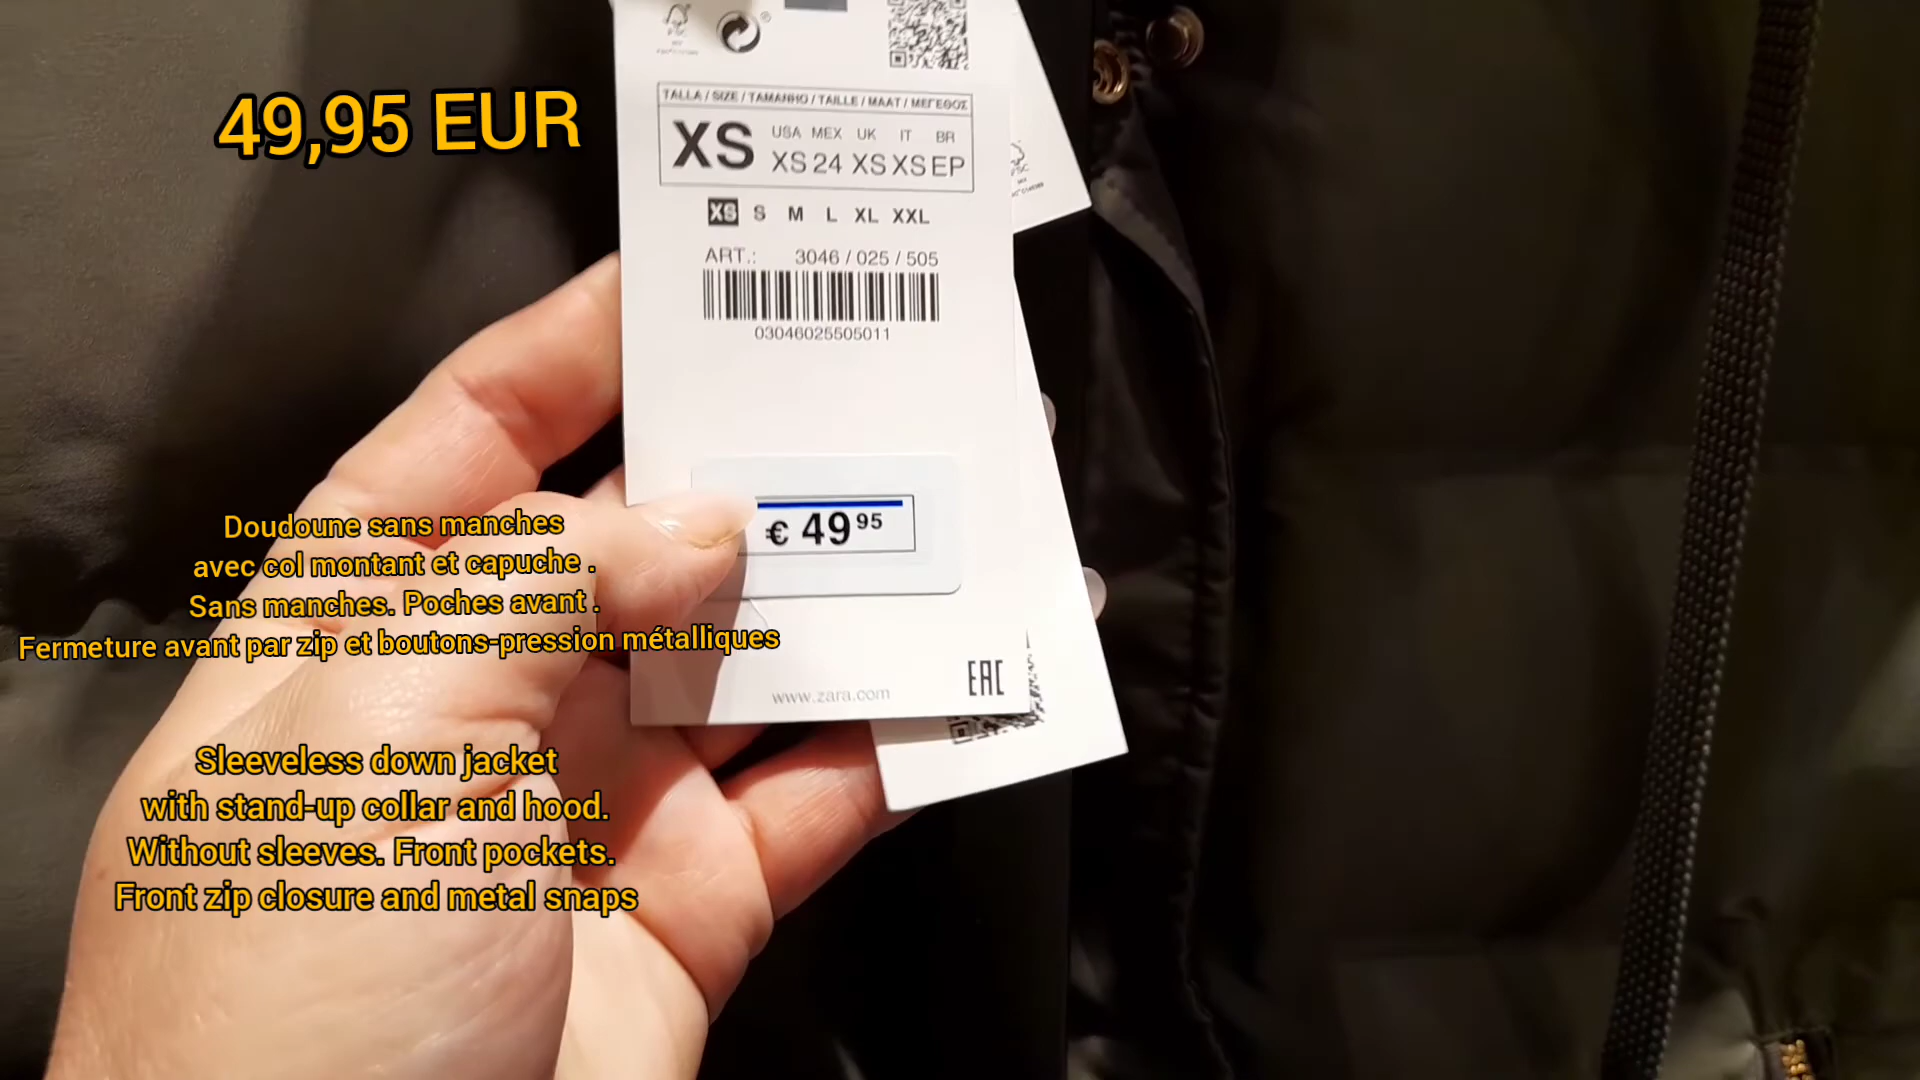 49,95 EUR
TALLA / SIZE / TAMANHO / TAILLE / MAAT / ΜΕΓΕΘΟΣ
XS
USA MEX UK IT BR
XS 24 XS XS EP
XS S M L XL XXL
ART.: 3046 / 025 / 505
03046025505011
€ 49 95
www.zara.com
EAC
Doudoune sans manches
avec col montant et capuche .
Sans manches. Poches avant .
Fermeture avant par zip et boutons-pression métalliques
Sleeveless down jacket
with stand-up collar and hood.
Without sleeves. Front pockets.
Front zip closure and metal snaps